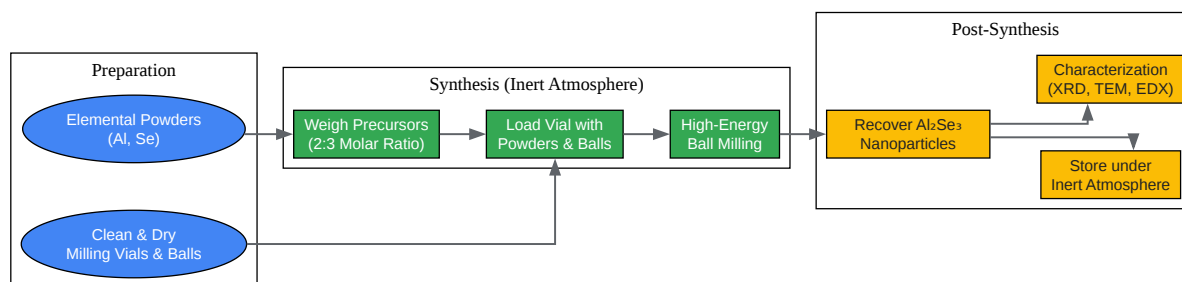 Preparation
Elemental Powders
(Al, Se)
Clean & Dry
Milling Vials & Balls
Synthesis (Inert Atmosphere)
Weigh Precursors
(2:3 Molar Ratio)
Load Vial with
Powders & Balls
High-Energy
Ball Milling
Post-Synthesis
Recover Al₂Se₃
Nanoparticles
Characterization
(XRD, TEM, EDX)
Store under
Inert Atmosphere